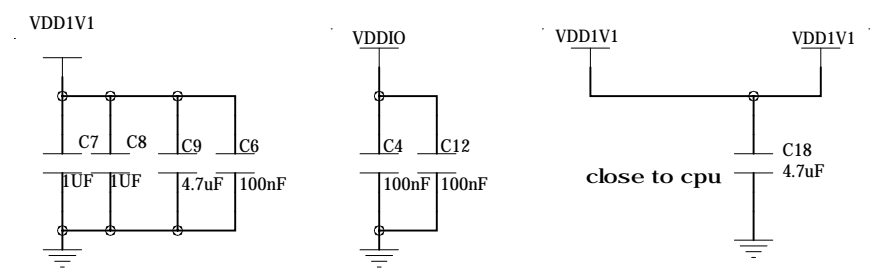 VDD1V1
C7
C8
C9
C6
1UF
1UF
4.7uF
100nF
VDDIO
C4
C12
100nF
100nF
VDD1V1
VDD1V1
C18
4.7uF
close to cpu